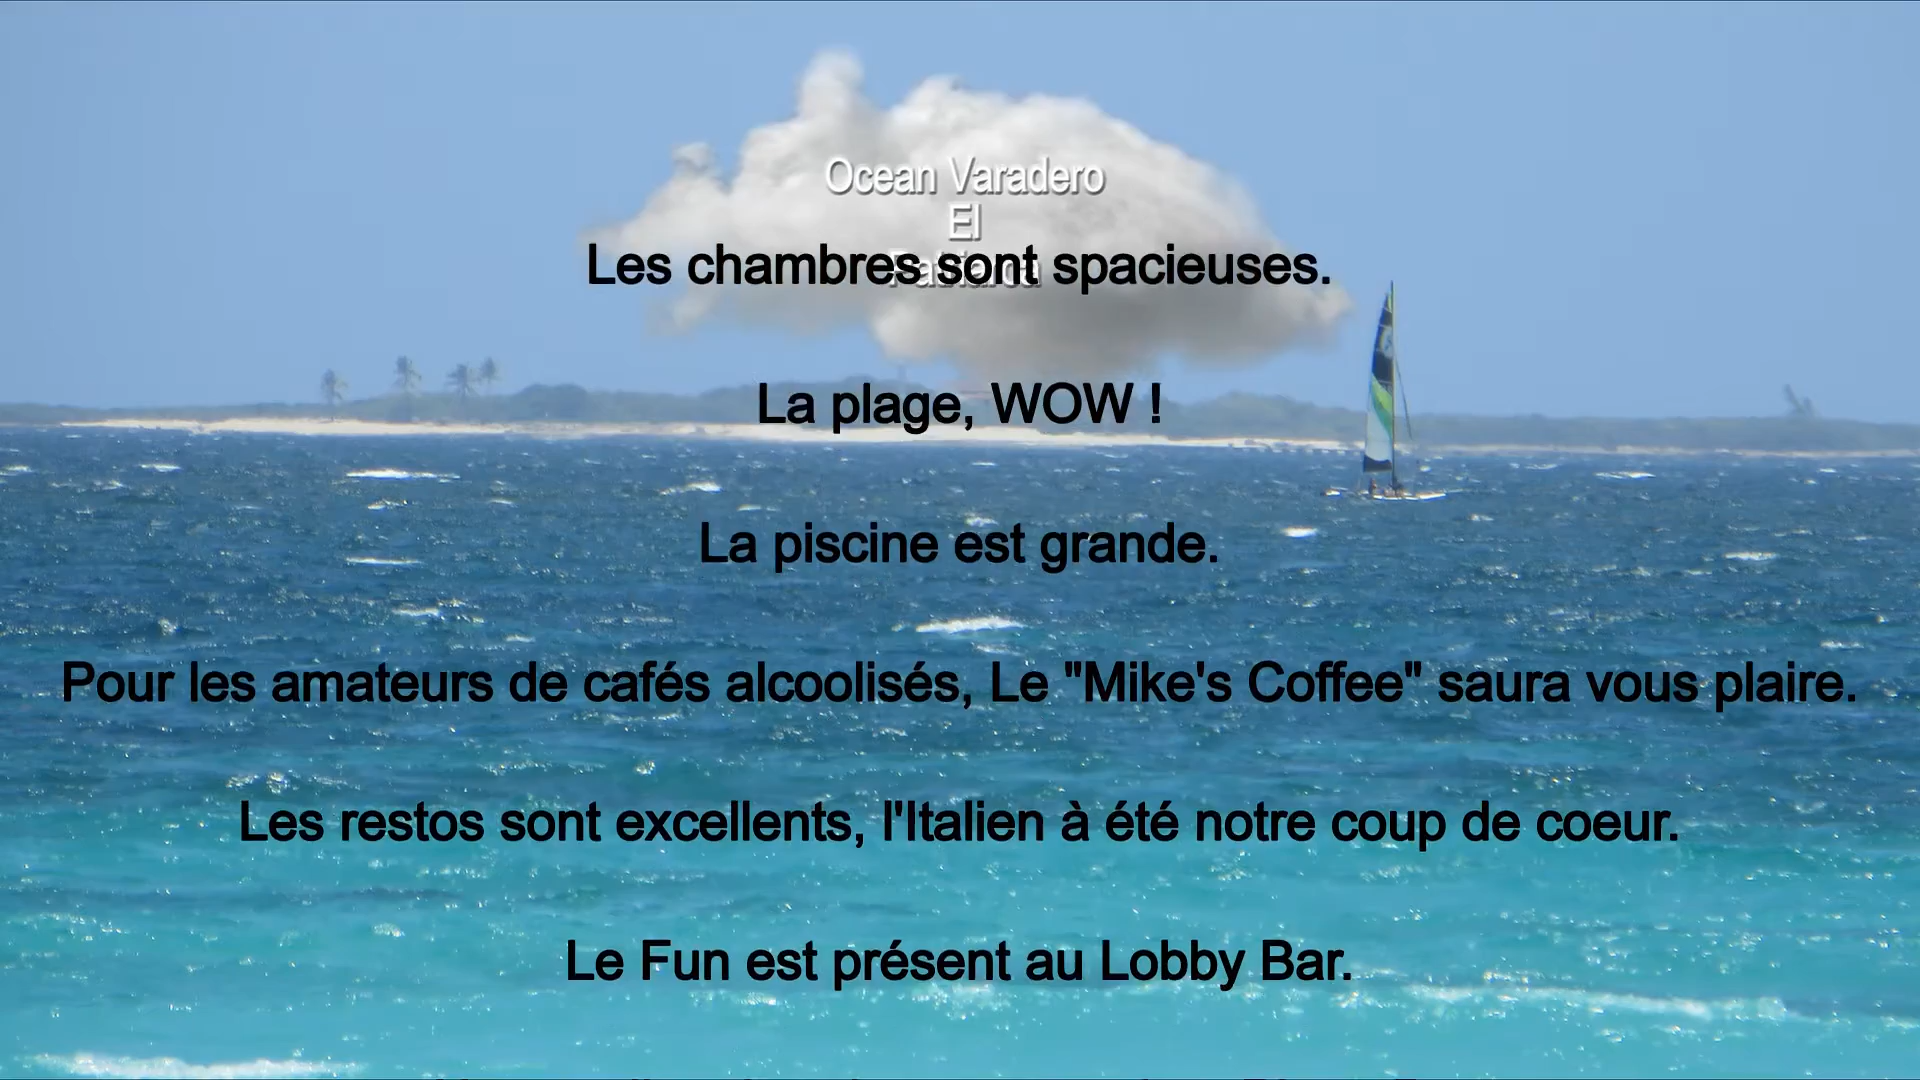 Ocean Varadero
El
Patriarca
Les chambres sont spacieuses.
La plage, WOW !
La piscine est grande.
Pour les amateurs de cafés alcoolisés, Le "Mike's Coffee" saura vous plaire.
Les restos sont excellents, l'Italien à été notre coup de coeur.
Le Fun est présent au Lobby Bar.